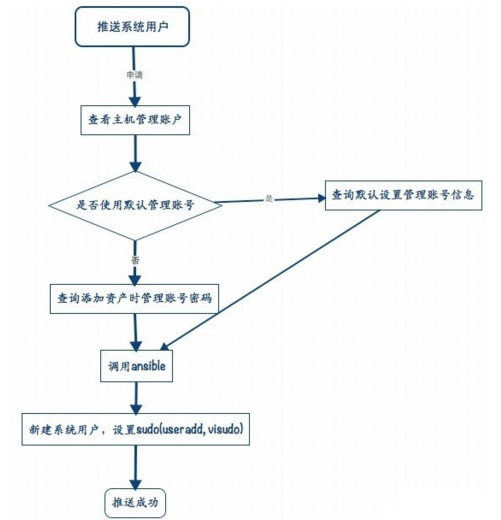 推送系统用户
申请
查看主机管理账户
是否使用默认管理账号
是
查询默认设置管理账号信息
否
查询添加资产时管理账号密码
调用ansible
新建系统用户，设置sudo(useradd, visudo)
推送成功